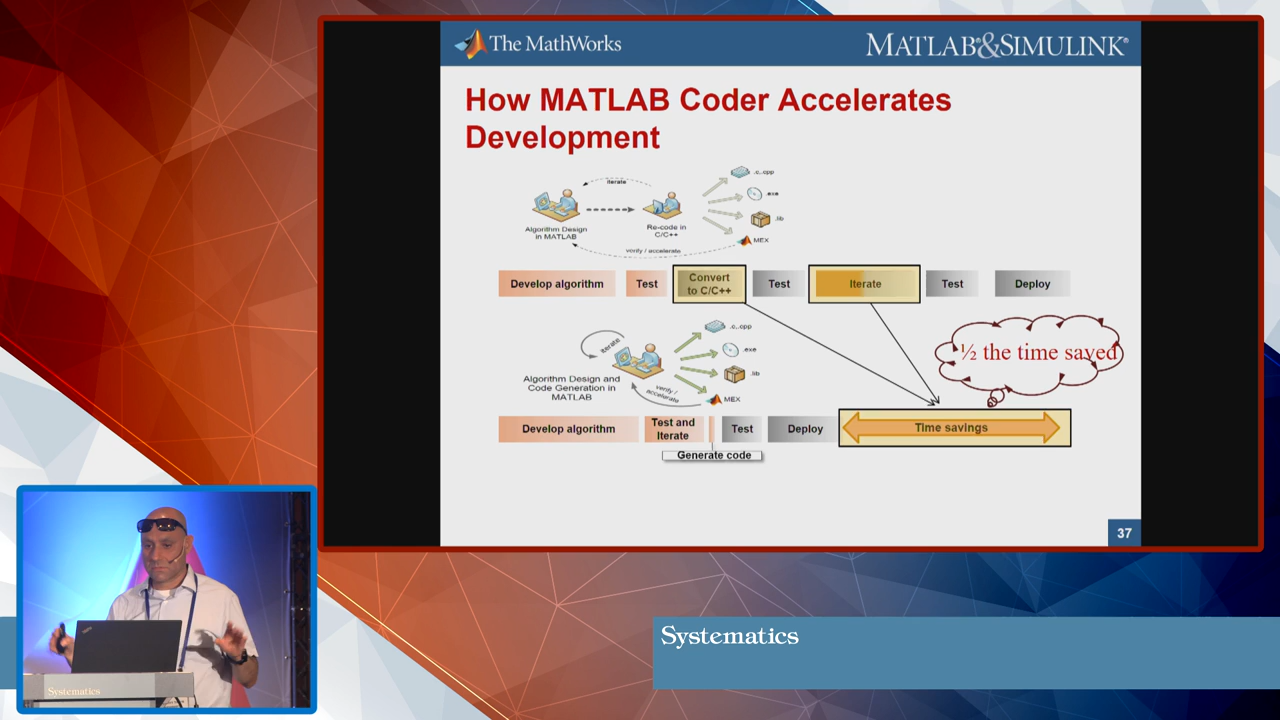 The MathWorks
MATLAB&SIMULINK®
How MATLAB Coder Accelerates
Development
iterate
.c,.cpp
.exe
.lib
MEX
Algorithm Design
in MATLAB
Re-code in
C/C++
verify / accelerate
Develop algorithm
Test
Convert
to C/C++
Test
Iterate
Test
Deploy
iterate
.c,.cpp
.exe
.lib
MEX
Algorithm Design and
Code Generation in
MATLAB
verify /
accelerate
½ the time saved
Develop algorithm
Test and
Iterate
Test
Deploy
Time savings
Generate code
37
Systematics
Systematics